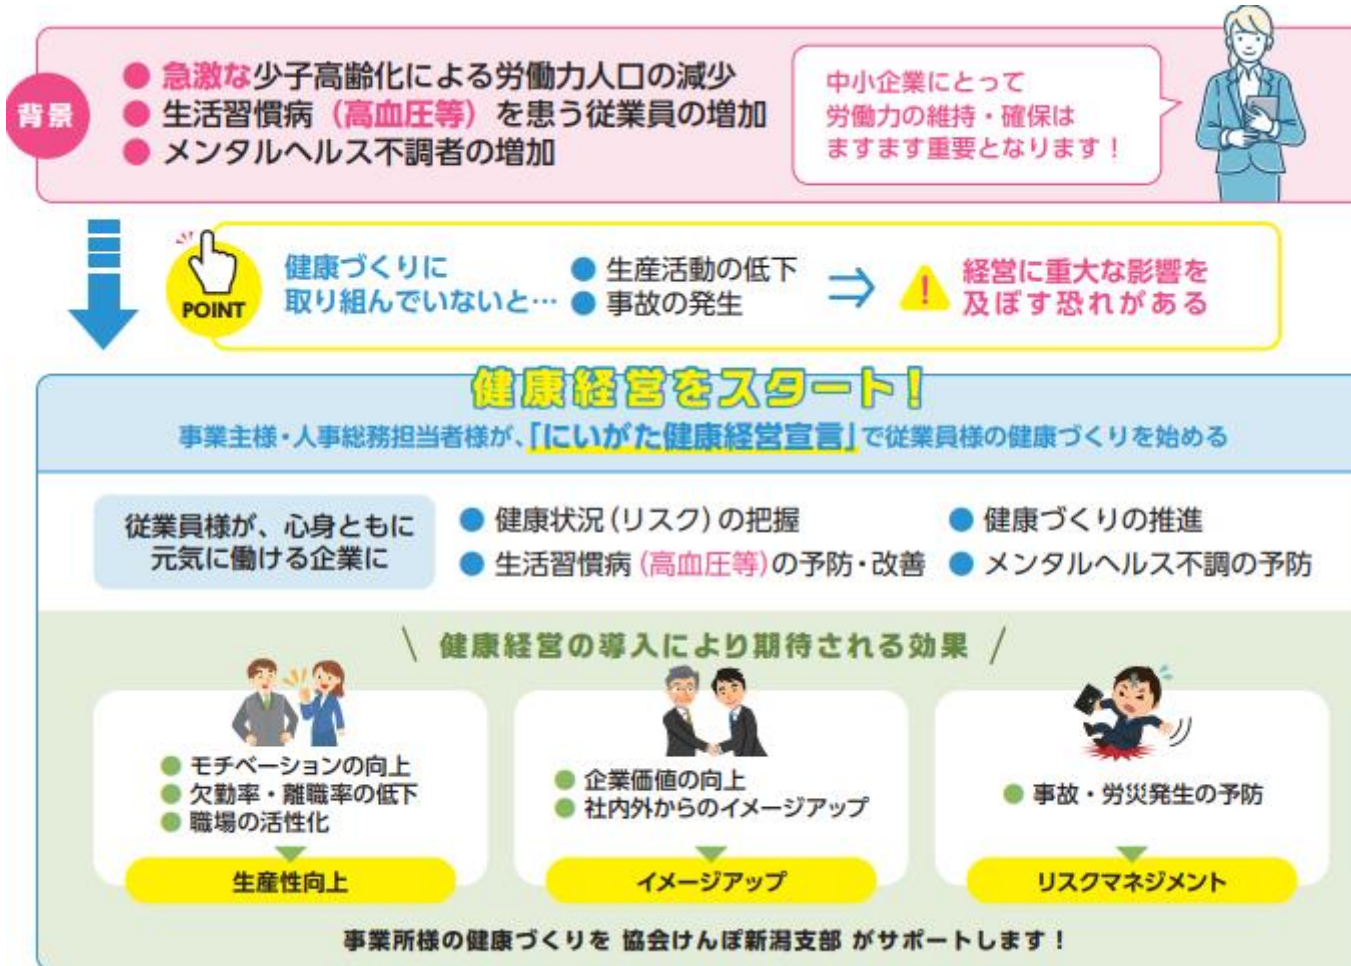 背景
● 急激な少子高齢化による労働力人口の減少
● 生活習慣病（高血圧等）を患う従業員の増加
● メンタルヘルス不調者の増加
中小企業にとって
労働力の維持・確保は
ますます重要となります！
POINT
健康づくりに
取り組んでいないと…
● 生産活動の低下
● 事故の発生
⇒
!
経営に重大な影響を
及ぼす恐れがある
健康経営をスタート！
事業主様・人事総務担当者様が、「にいがた健康経営宣言」で従業員様の健康づくりを始める
従業員様が、心身ともに
元気に働ける企業に
● 健康状況（リスク）の把握
● 生活習慣病（高血圧等）の予防・改善
● 健康づくりの推進
● メンタルヘルス不調の予防
\ 健康経営の導入により期待される効果 /
● モチベーションの向上
● 欠勤率・離職率の低下
● 職場の活性化
生産性向上
● 企業価値の向上
● 社内外からのイメージアップ
イメージアップ
● 事故・労災発生の予防
リスクマネジメント
事業所様の健康づくりを 協会けんぽ新潟支部 がサポートします！